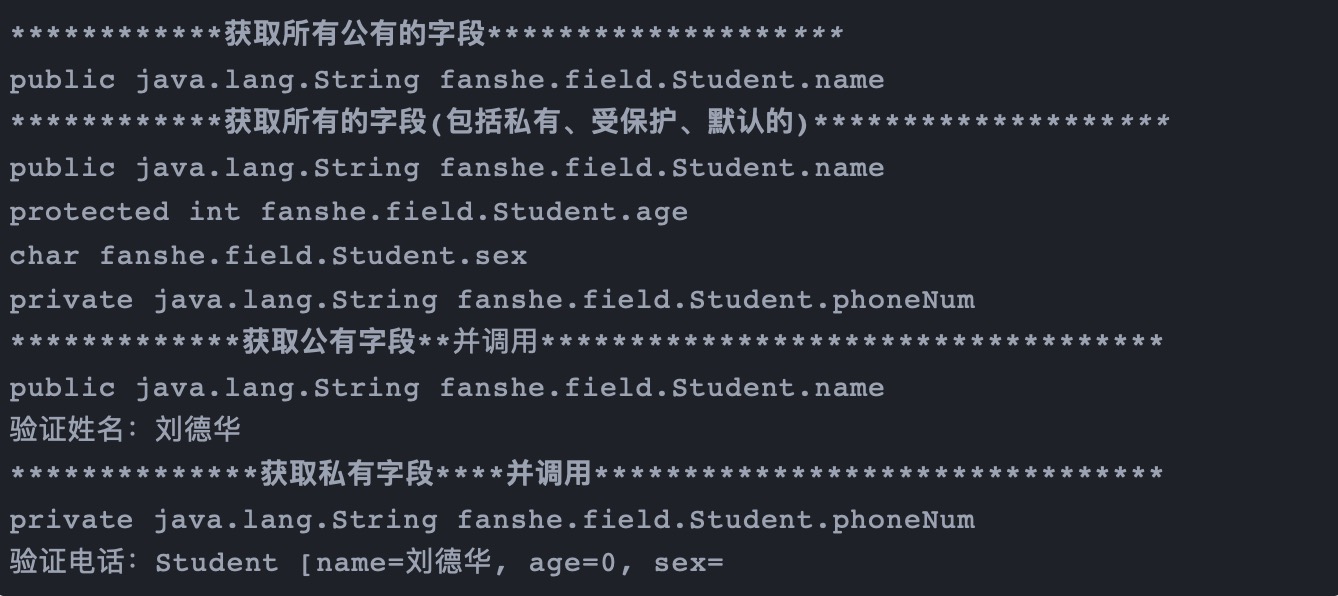 ************获取所有公有的字段********************
public java.lang.String fanshe.field.Student.name
************获取所有的字段(包括私有、受保护、默认的)********************
public java.lang.String fanshe.field.Student.name
protected int fanshe.field.Student.age
char fanshe.field.Student.sex
private java.lang.String fanshe.field.Student.phoneNum
*************获取公有字段**并调用***********************************
public java.lang.String fanshe.field.Student.name
验证姓名：刘德华
**************获取私有字段****并调用********************************
private java.lang.String fanshe.field.Student.phoneNum
验证电话：Student [name=刘德华, age=0, sex=